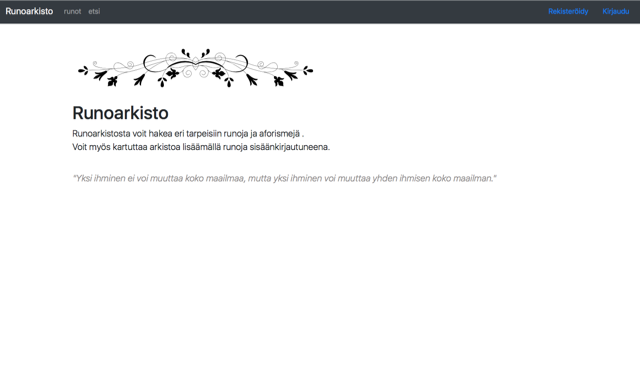 Runoarkisto runot etsi Rekisteröidy Kirjaudu
Runoarkisto
Runoarkistosta voit hakea eri tarpeisiin runoja ja aforismejä .
Voit myös kartuttaa arkistoa lisäämällä runoja sisäänkirjautuneena.
"Yksi ihminen ei voi muuttaa koko maailmaa, mutta yksi ihminen voi muuttaa yhden ihmisen koko maailman."